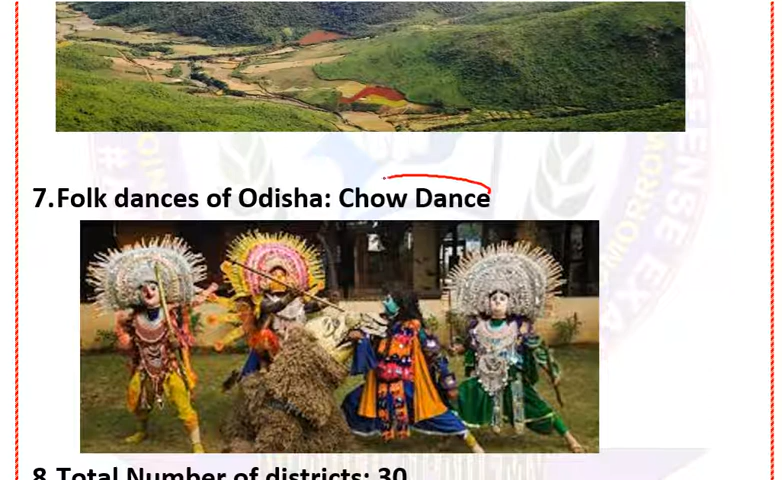 7.Folk dances of Odisha: Chow Dance
8.Total Number of districts: 30